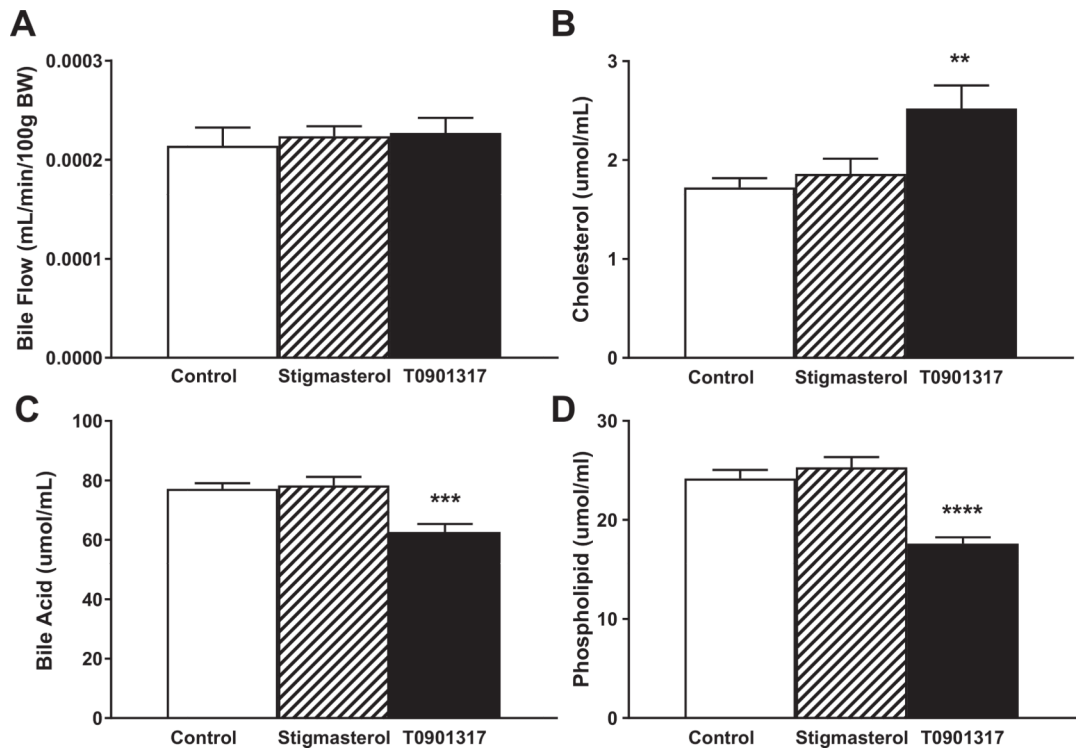 A
Bile Flow (mL/min/100g BW)
0.0003
0.0002
0.0001
0.0000
Control Stigmasterol T0901317
B
Cholesterol (umol/mL)
3
2
1
0
**
Control Stigmasterol T0901317
C
Bile Acid (umol/mL)
100
80
60
40
20
0
***
Control Stigmasterol T0901317
D
Phospholipid (umol/ml)
30
20
10
0
****
Control Stigmasterol T0901317